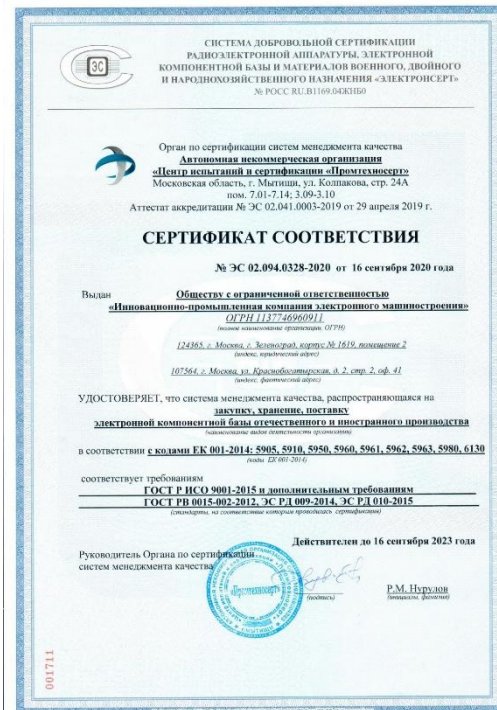 ЭС
СИСТЕМА ДОБРОВОЛЬНОЙ СЕРТИФИКАЦИИ
РАДИОЭЛЕКТРОННОЙ АППАРАТУРЫ, ЭЛЕКТРОННОЙ
КОМПОНЕНТНОЙ БАЗЫ И МАТЕРИАЛОВ ВОЕННОГО, ДВОЙНОГО
И НАРОДНОХОЗЯЙСТВЕННОГО НАЗНАЧЕНИЯ «ЭЛЕКТРОНСЕРТ»
№ РОСС RU.В1169.04ЖНБ0
Орган по сертификации систем менеджмента качества
Автономная некоммерческая организация
«Центр испытаний и сертификации «Промтехносерт»
Московская область, г. Мытищи, ул. Колпакова, стр. 24А
пом. 7.01-7.14; 3.09-3.10
Аттестат аккредитации № ЭС 02.041.0003-2019 от 29 апреля 2019 г.
СЕРТИФИКАТ СООТВЕТСТВИЯ
№ ЭС 02.094.0328-2020 от 16 сентября 2020 года
Выдан Обществу с ограниченной ответственностью
«Инновационно-промышленная компания электронного машиностроения»
ОГРН 1137746960911
(полное наименование организации, ОГРН)
124365, г. Москва, г. Зеленоград, корпус № 1619, помещение 2
(индекс, юридический адрес)
107564, г. Москва, ул. Краснобогатырская, д. 2, стр. 2, оф. 41
(индекс, фактический адрес)
УДОСТОВЕРЯЕТ, что система менеджмента качества, распространяющаяся на
закупку, хранение, поставку
электронной компонентной базы отечественного и иностранного производства
(наименование видов деятельности организации)
в соответствии с кодами ЕК 001-2014: 5905, 5910, 5950, 5960, 5961, 5962, 5963, 5980, 6130
(коды ЕК 001-2014)
соответствует требованиям
ГОСТ Р ИСО 9001-2015 и дополнительным требованиям
ГОСТ РВ 0015-002-2012, ЭС РД 009-2014, ЭС РД 010-2015
(стандарты, на соответствие которым проводилась сертификация)
Действителен до 16 сентября 2023 года
Руководитель Органа по сертификации
систем менеджмента качества
«Промтехносерт»
(подпись)
Р.М. Нурулов
(инициалы, фамилия)
001711